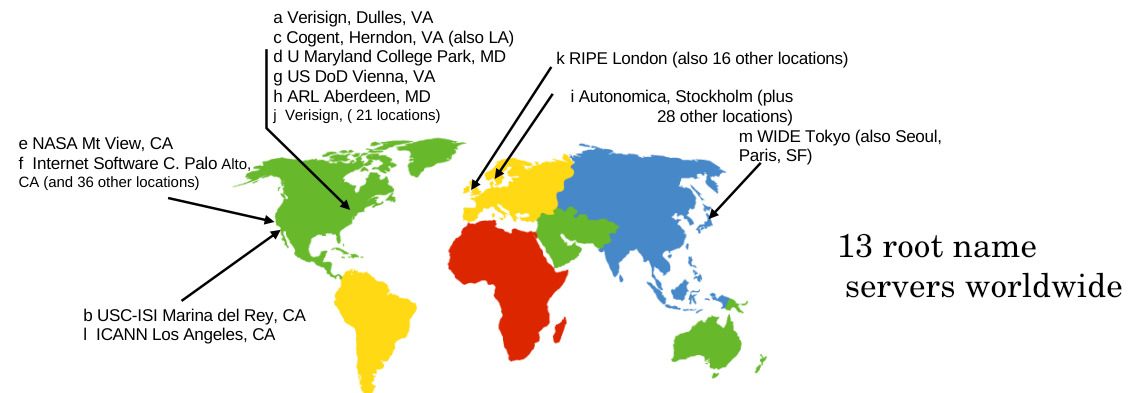 a Verisign, Dulles, VA
c Cogent, Herndon, VA (also LA)
d U Maryland College Park, MD
g US DoD Vienna, VA
h ARL Aberdeen, MD
j Verisign, ( 21 locations)
k RIPE London (also 16 other locations)
i Autonomica, Stockholm (plus
28 other locations)
m WIDE Tokyo (also Seoul,
Paris, SF)
e NASA Mt View, CA
f Internet Software C. Palo Alto,
CA (and 36 other locations)
13 root name
servers worldwide
b USC-ISI Marina del Rey, CA
l ICANN Los Angeles, CA